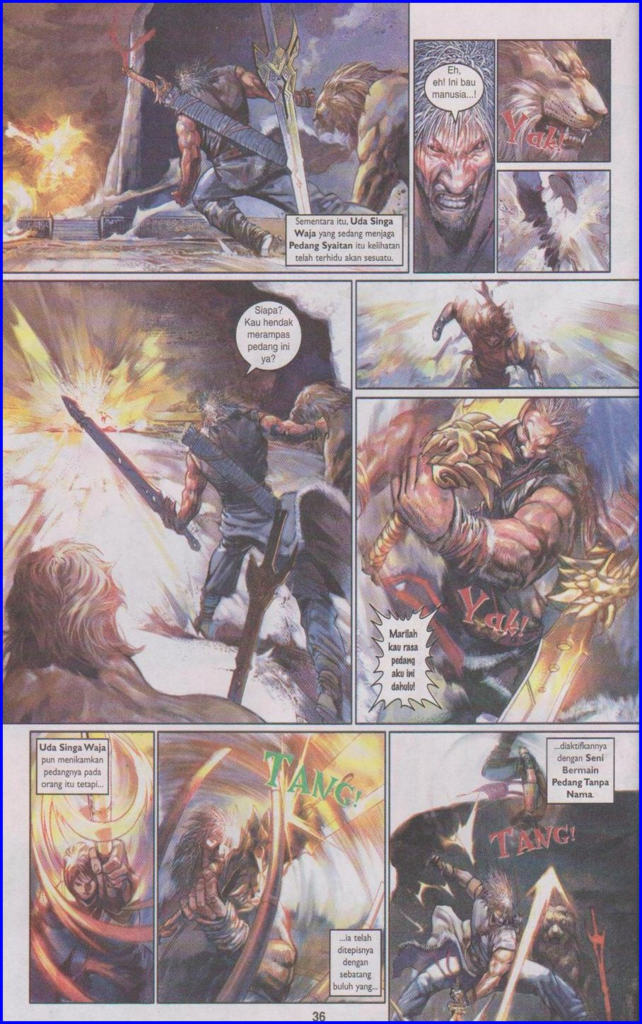 Sementara itu, Uda Singa
Waja yang sedang menjaga
Pedang Syaitan itu kelihatan
telah terhidu akan sesuatu.
Eh,
eh! Ini bau
manusia...!
Yak!
Siapa?
Kau hendak
merampas
pedang ini
ya?
Yak!
Marilah
kau rasa
pedang
aku ini
dahulu!
Uda Singa Waja
pun menikamkan
pedangnya pada
orang itu tetapi...
TANG!
...ia telah
ditepisnya
dengan
sebatang
buluh yang...
...diaktifkannya
dengan Seni
Bermain
Pedang Tanpa
Nama.
TANG!
36